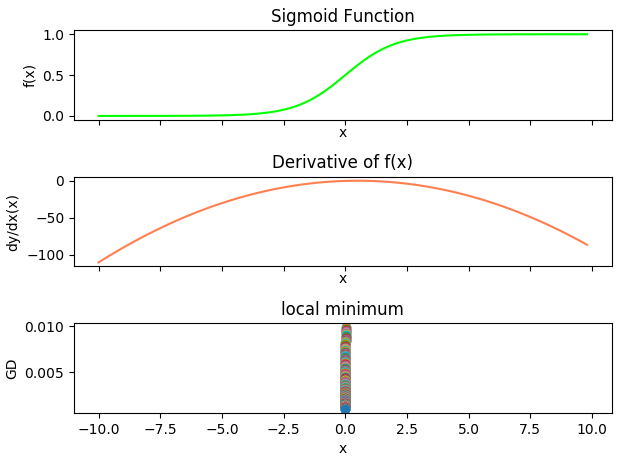 Sigmoid Function
1.0
0.5
0.0
f(x)
x
Derivative of f(x)
0
−50
−100
dy/dx(x)
x
local minimum
0.010
0.005
GD
−10.0 −7.5 −5.0 −2.5 0.0 2.5 5.0 7.5 10.0
x